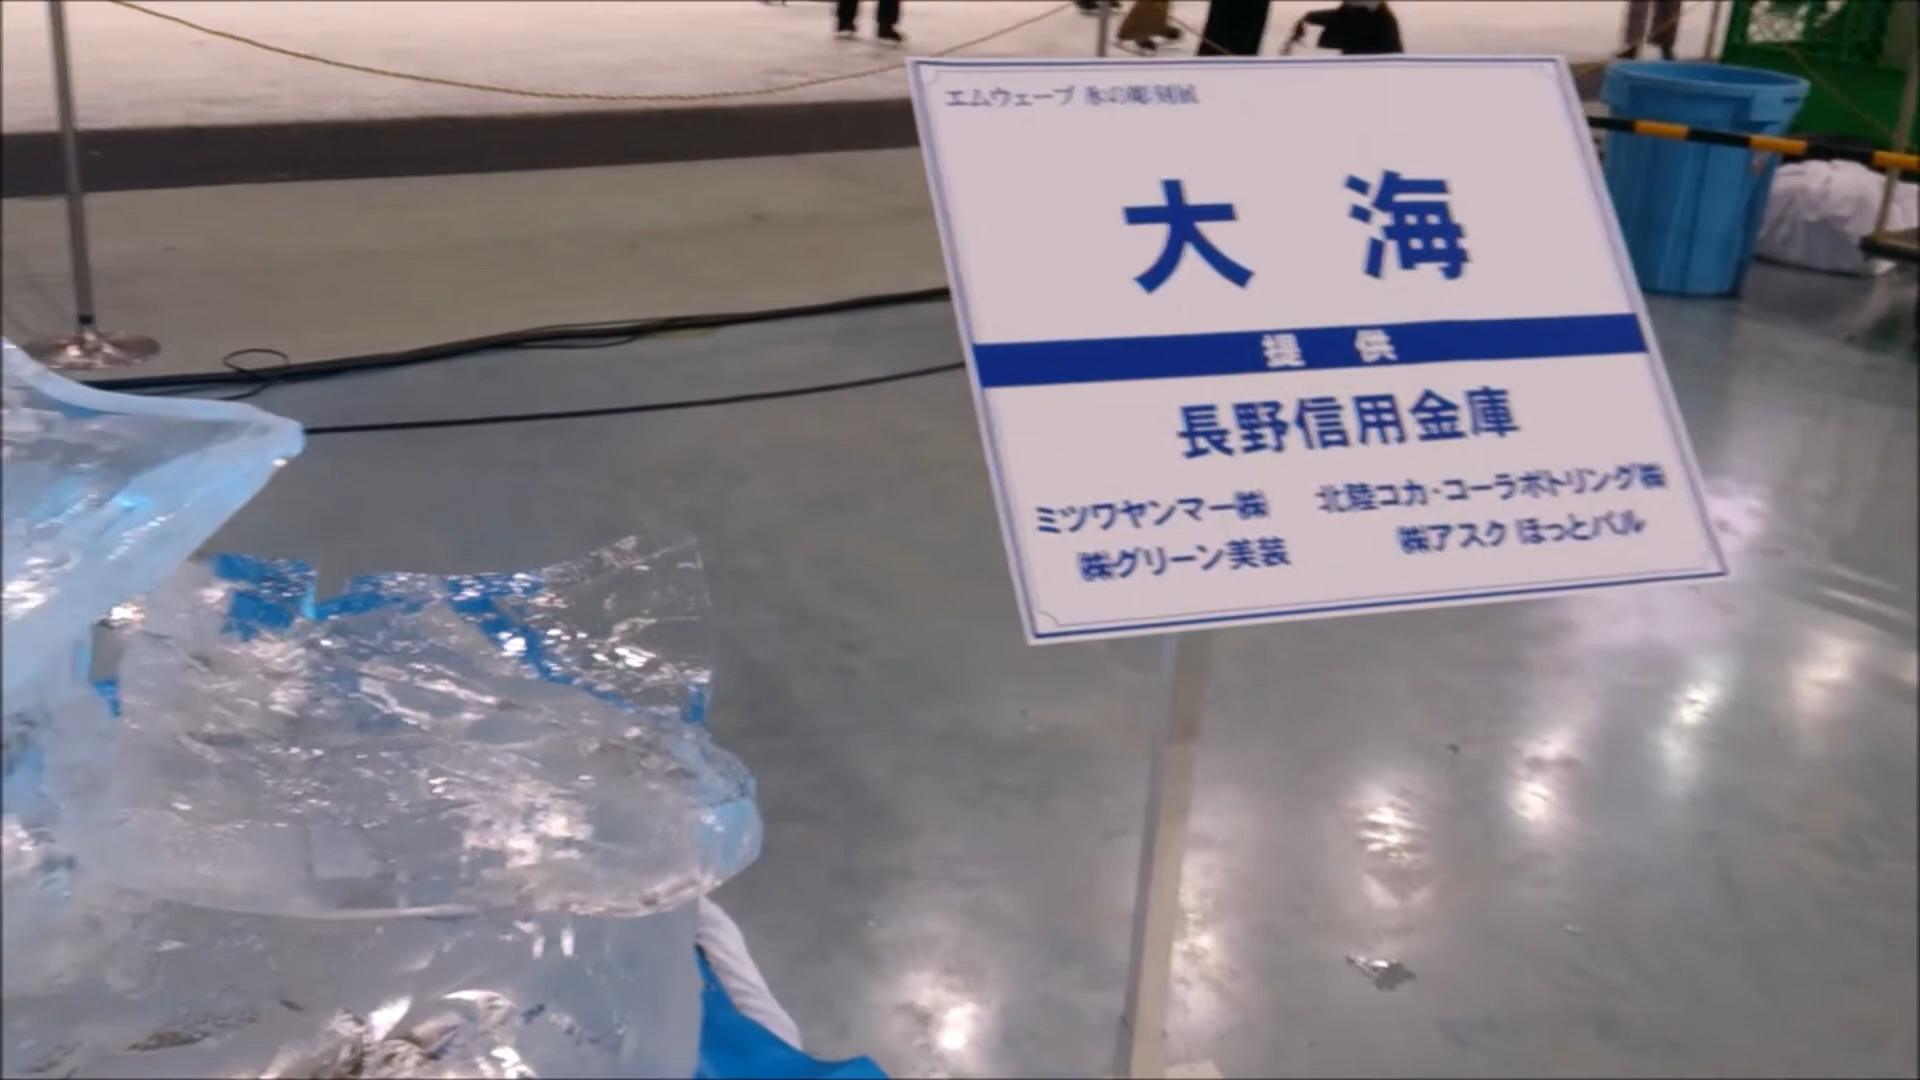 エムウェーブ 氷の彫刻展
大海
提供
長野信用金庫
ミツワヤンマー㈱　北陸コカ・コーラボトリング㈱
㈱グリーン美装　㈱アスク ほっとパル